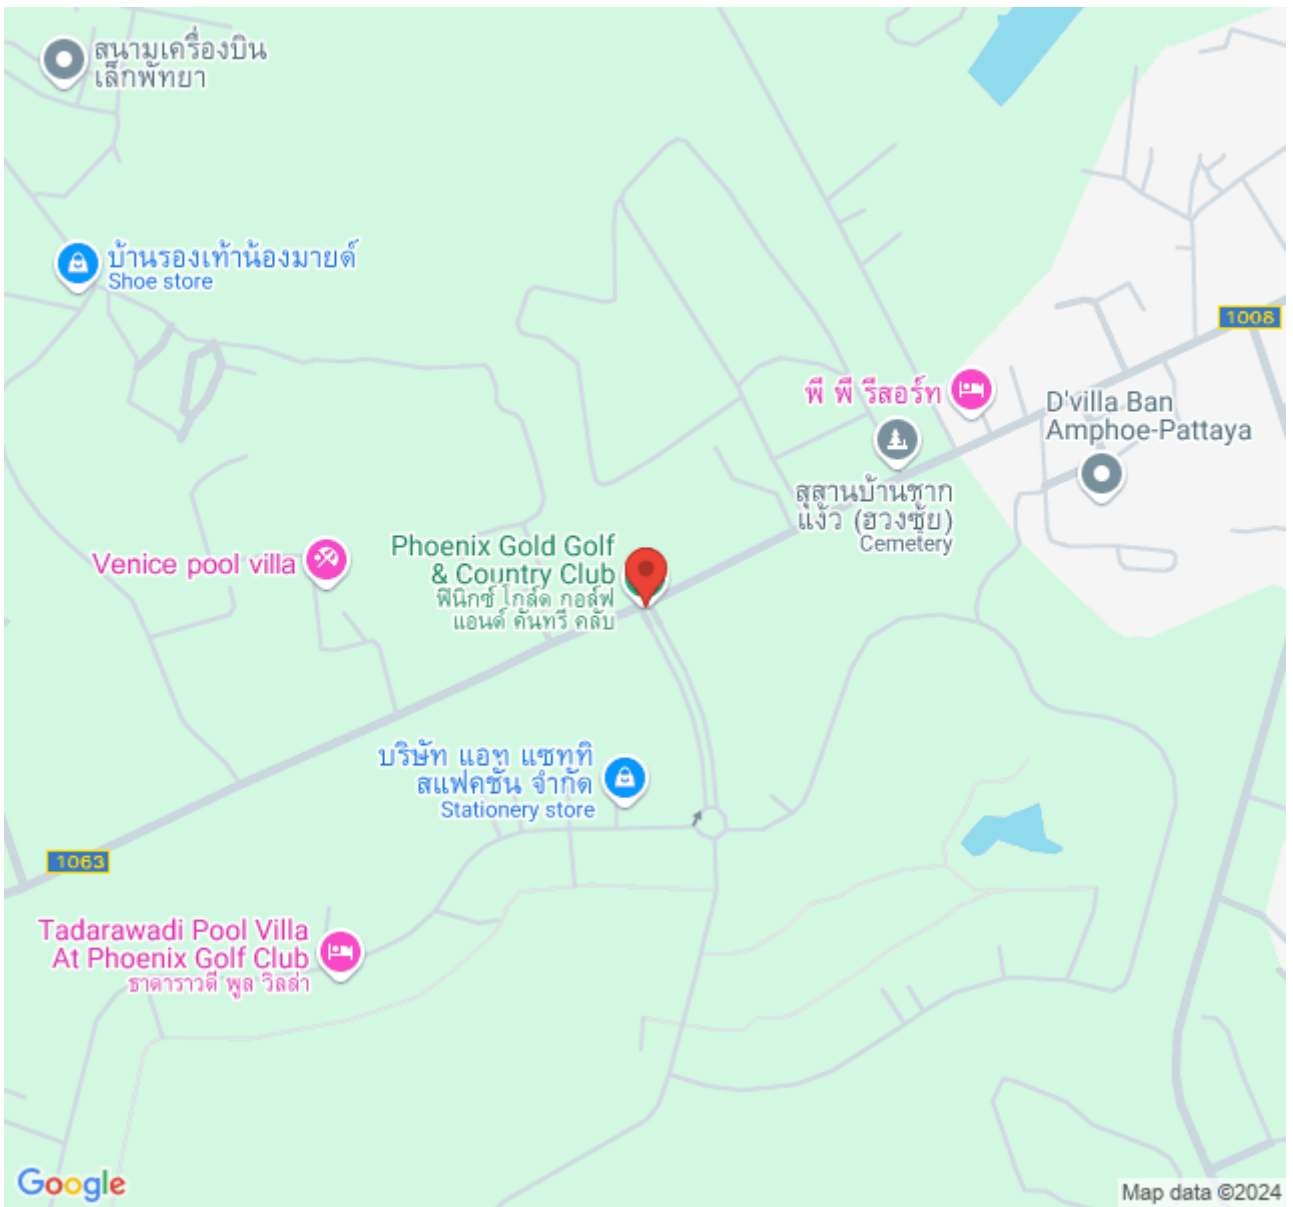 สนามเครื่องบิน
เล็กพัทยา
บ้านรองเท้าน้องมายด์
Shoe store
1008
พี พี รีสอร์ท
D'villa Ban
Amphoe-Pattaya
สุสานบ้านชาก
แง้ว (ฮวงซุ้ย)
Cemetery
Phoenix Gold Golf
& Country Club
ฟีนิกซ์ โกล์ด กอล์ฟ
แอนด์ คันทรี คลับ
Venice pool villa
บริษัท แอท แซทที
สแฟคชั่น จำกัด
Stationery store
1063
Tadarawadi Pool Villa
At Phoenix Golf Club
ธาดาราวดี พูล วิลล่า
Google
Map data ©2024